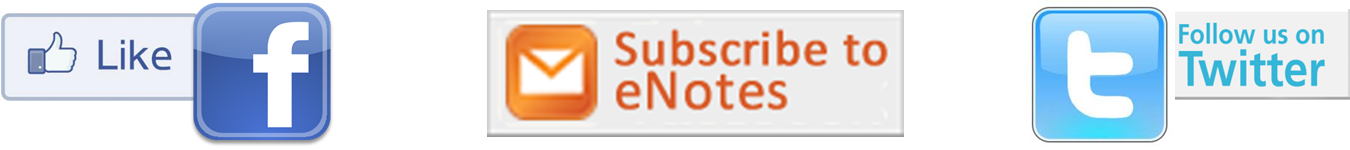 Like
f
Subscribe to
eNotes
t
Follow us on
Twitter